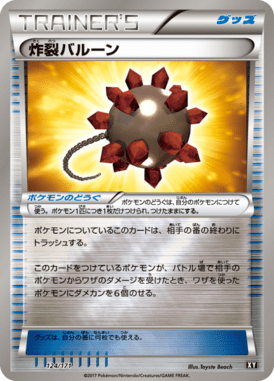 TRAINER'S
グッズ
炸裂バルーン
ポケモンのどうぐ
ポケモンのどうぐは、自分のポケモンにつけて
使う。ポケモン1匹につき1枚だけつけられ、つけたままにする。
ポケモンについているこのカードは、相手の番の終わりに
トラッシュする。
このカードをつけているポケモンが、バトル場で相手の
ポケモンからワザのダメージを受けたとき、ワザを使った
ポケモンにダメカンを6個のせる。
グッズは、自分の番に何枚でも使える。
124/171
XY
Illus. Toyste Beach
©2017 Pokémon/Nintendo/Creatures/GAME FREAK.